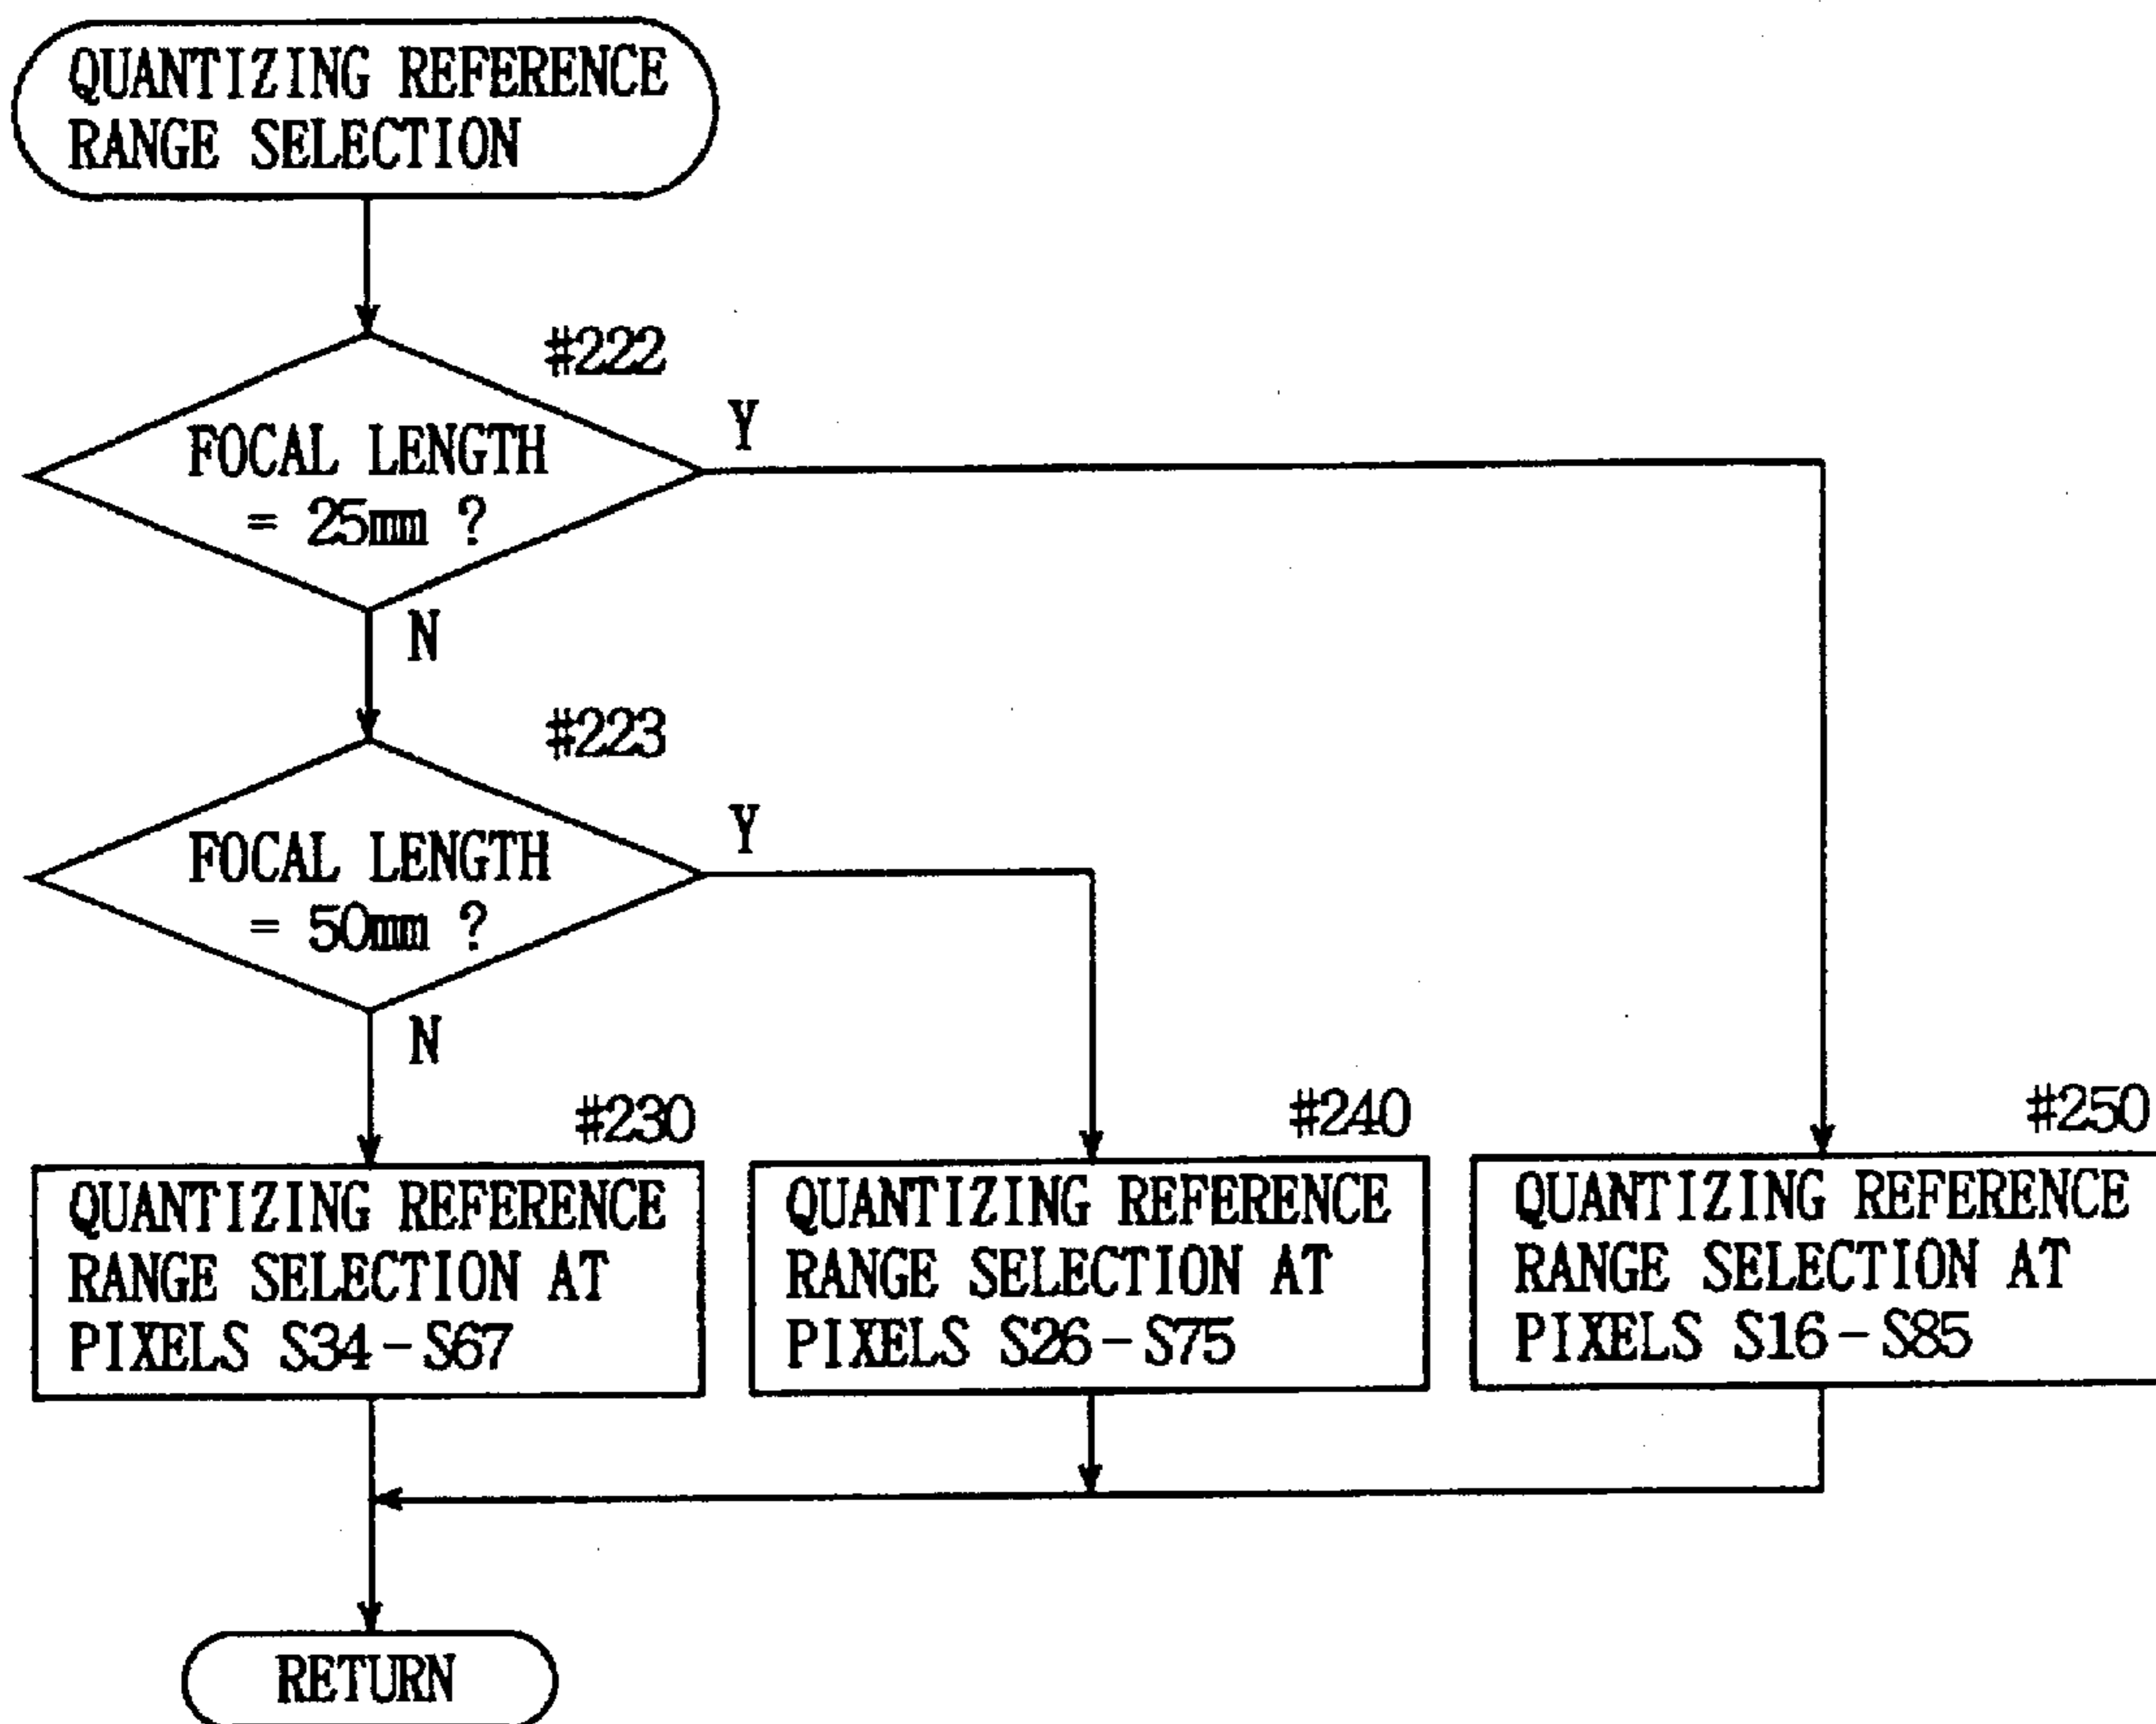 QUANTIZING REFERENCE
RANGE SELECTION
#222
FOCAL LENGTH
= 25mm ?
Y
N
#223
FOCAL LENGTH
= 50mm ?
Y
N
#230
QUANTIZING REFERENCE
RANGE SELECTION AT
PIXELS S34-S67
#240
QUANTIZING REFERENCE
RANGE SELECTION AT
PIXELS S26-S75
#250
QUANTIZING REFERENCE
RANGE SELECTION AT
PIXELS S16-S85
RETURN